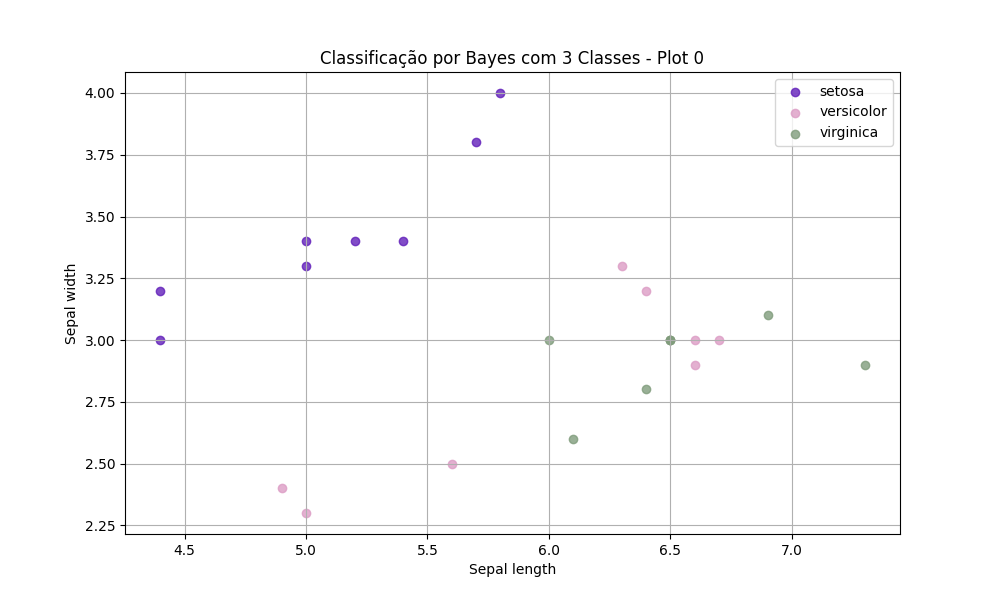 Classificação por Bayes com 3 Classes - Plot 0
setosa
versicolor
virginica
4.00
3.75
3.50
3.25
3.00
2.75
2.50
2.25
Sepal width
4.5 5.0 5.5 6.0 6.5 7.0
Sepal length